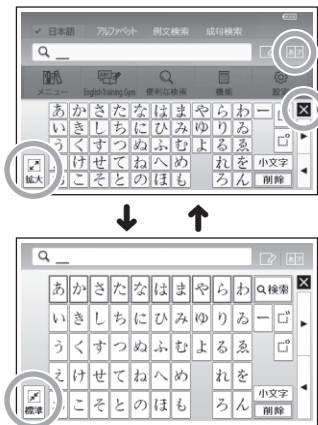 ✓ 日本語 アルファベット 例文検索 成句検索
あア
メニュー English Training Gym 便利な検索 機能 設定
あ か さ た な は ま や ら わ ー
い き し ち に ひ み ゆ り ゐ
う く す つ ぬ ふ む よ る ゑ
け せ て ね へ め れ を 小文字
こ そ と の ほ も ろ ん 削除
拡大
あア
あ か さ た な は ま や ら わ 検索
い き し ち に ひ み ゆ り ゐ ー
う く す つ ぬ ふ む よ る ゑ
え け せ て ね へ め れ を
こ そ と の ほ も ろ ん 小文字
削除
標準